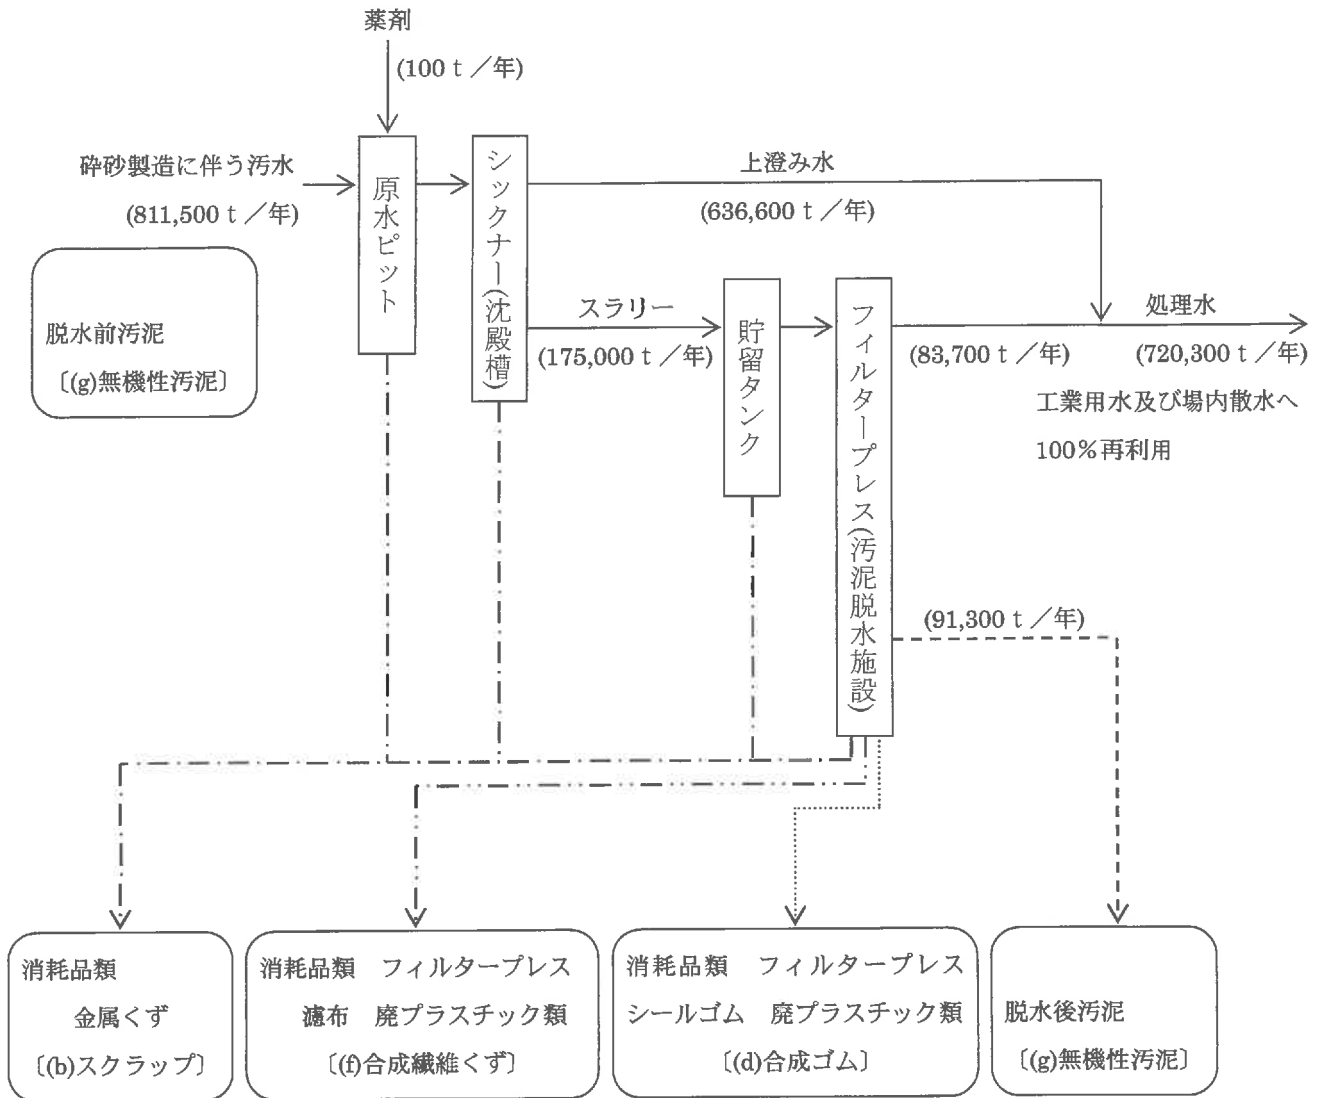 薬剤
(100ｔ／年)
砕砂製造に伴う汚水
(811,500ｔ／年)
原水ピット
シックナー(沈殿槽)
上澄み水
(636,600ｔ／年)
脱水前汚泥
〔(g)無機性汚泥〕
スラリー
(175,000ｔ／年)
貯留タンク
フィルタープレス(汚泥脱水施設)
(83,700ｔ／年)
処理水
(720,300ｔ／年)
工業用水及び場内散水へ
100％再利用
(91,300ｔ／年)
消耗品類
金属くず
〔(b)スクラップ〕
消耗品類　フィルタープレス
濾布　廃プラスチック類
〔(f)合成繊維くず〕
消耗品類　フィルタープレス
シールゴム　廃プラスチック類
〔(d)合成ゴム〕
脱水後汚泥
〔(g)無機性汚泥〕